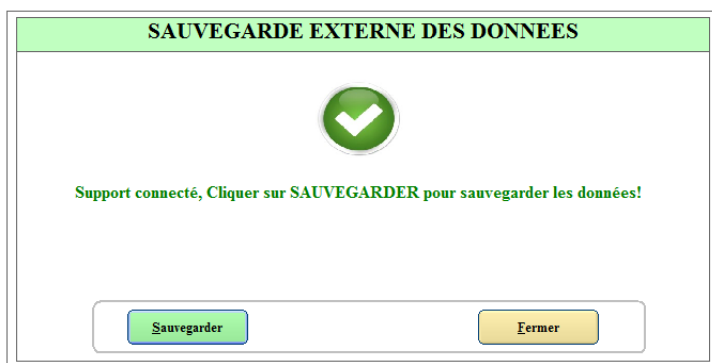 SAUVEGARDE EXTERNE DES DONNEES
Support connecté, Cliquer sur SAUVEGARDER pour sauvegarder les données!
Sauvegarder
Fermer